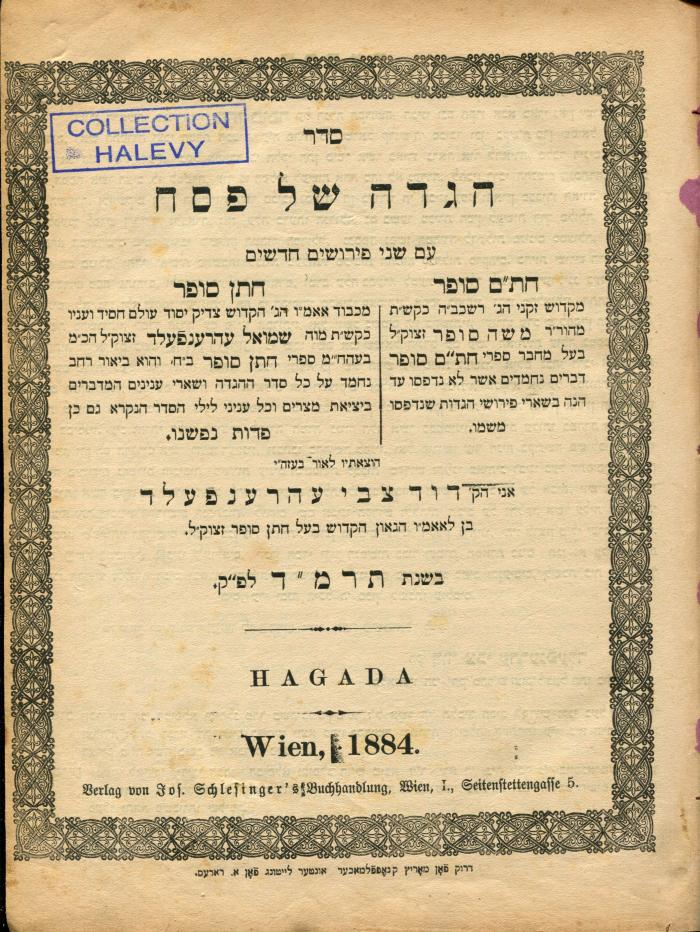 COLLECTION
HALEVY
סדר
הגדה של פסח
עם שני פירושים חדשים
חת״ם סופר
מקדוש זקני הג׳ רשכב״ה כקש״ת
מהור״ר משה סופר זצוק״ל
בעל מחבר ספרי חת״ם סופר
דברים נחמדים אשר לא נדפסו עד
הנה בשארי פירושי הגדות שנדפסו
משמו.
חתן סופר
מכבוד אאמ״ו הג׳ הקדוש צדיק יסוד עולם חסיד ועניו
כקש״ת מוה שמואל עהרענפעלד זצוק״ל הכ״מ
בעהח״מ ספרי חתן סופר ב״ח, והוא ביאור רחב
נחמד על כל סדר ההגדה ושארי ענינים המדברים
ביציאת מצרים וכל עניני לילי הסדר הנקרא גם כן
פדות נפשנו.
הוצאתיו לאור בעזה״י
אני הק׳ דוד צבי עהרענפעלד
בן לאאמ״ו הגאון הקדוש בעל חתן סופר זצוק״ל.
בשנת תרמ״ד לפ״ק.
HAGADA
Wien, 1884.
Verlag von Jos. Schlesinger's Buchhandlung, Wien, I., Seitenstettengasse 5.
דרוק פאן מאריץ קנאפפלמאכער אונטער לייטונג פאן א.